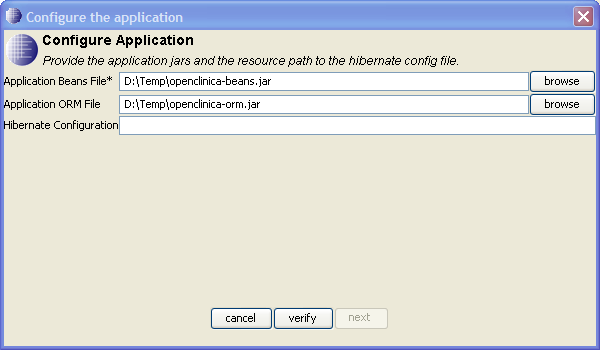 Configure the application
Configure Application
Provide the application jars and the resource path to the hibernate config file.
Application Beans File* D:\Temp\openclinica-beans.jar browse
Application ORM File D:\Temp\openclinica-orm.jar browse
Hibernate Configuration
cancel verify next